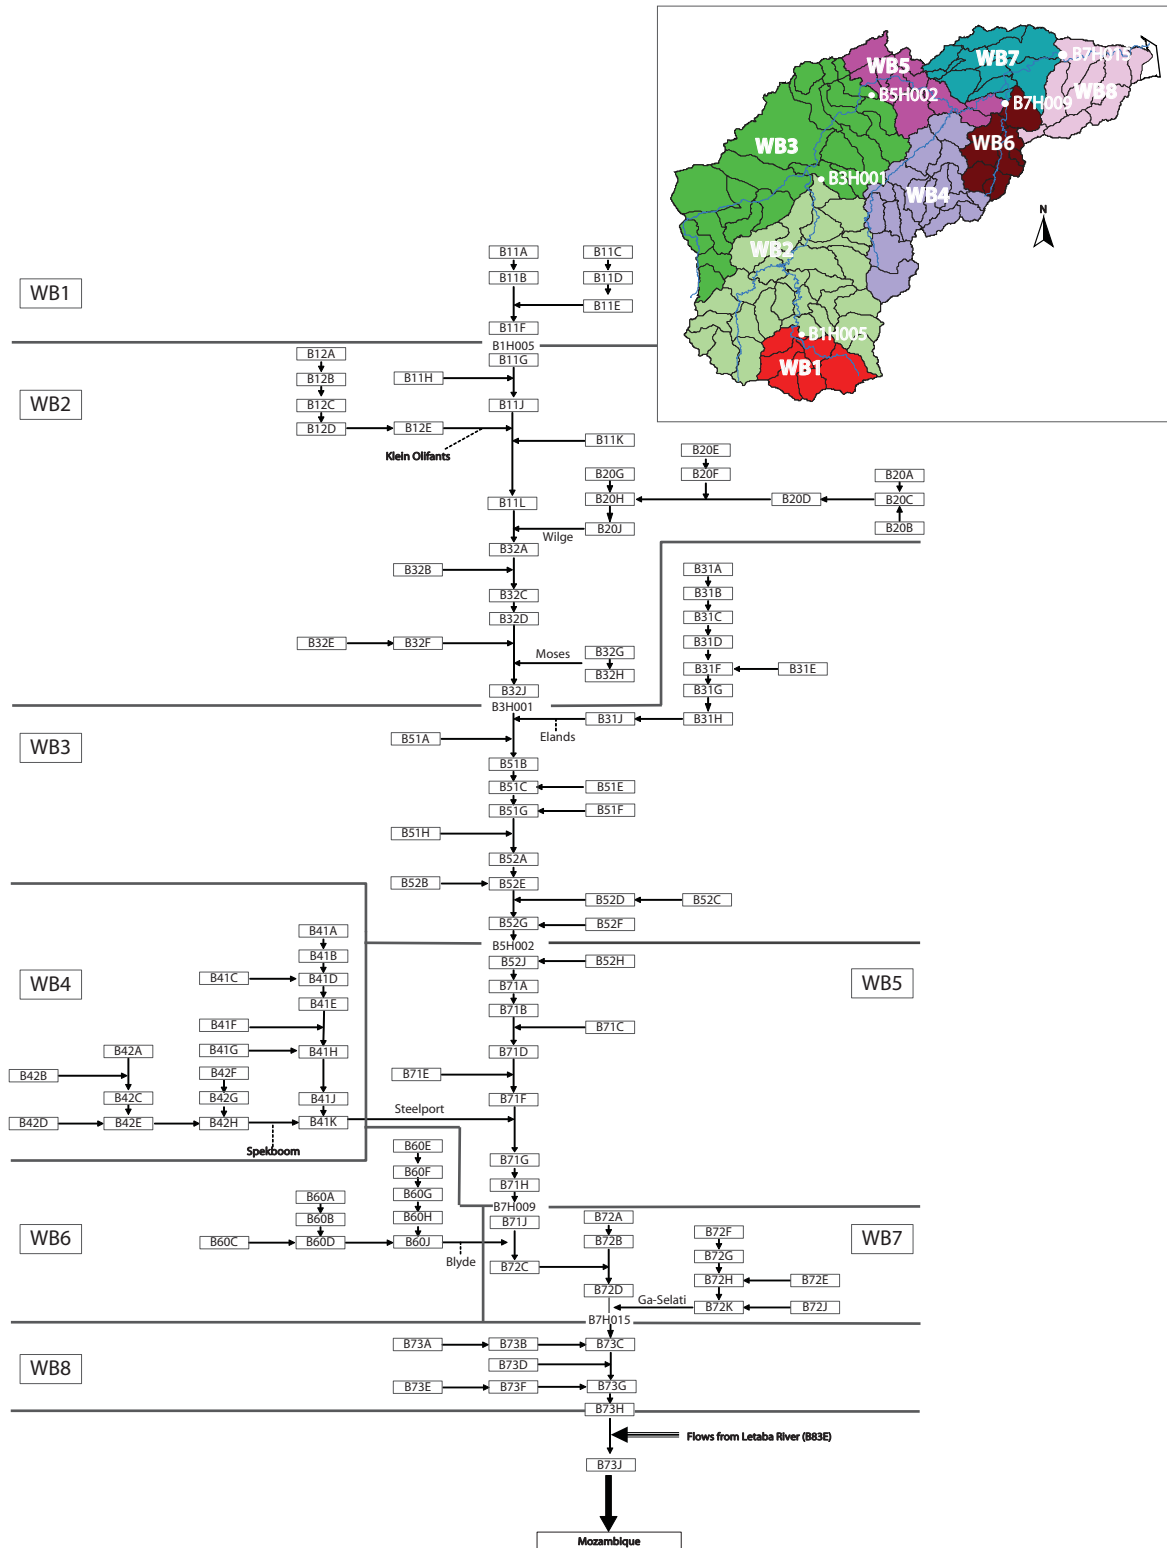 WB5
WB7
B7H015
B5H002
WB8
B7H009
WB3
WB6
B3H001
WB4
N
WB2
B1H005
WB1
B11A
B11C
B11B
B11D
WB1
B11E
B11F
B1H005
B12A
B11G
B12B
B11H
WB2
B12C
B11J
B12D
B12E
B11K
Klein Olifants
B20E
B20G
B20F
B20A
B20H
B20D
B20C
B11L
B20J
B20B
Wilge
B32A
B32B
B31A
B31B
B32C
B31C
B32D
B32E
B32F
B31D
Moses
B32G
B31F
B31E
B32H
B32J
B31G
B3H001
B31J
B31H
Elands
WB3
B51A
B51B
B51C
B51E
B51G
B51F
B51H
B52A
B52B
B52E
B52D
B52C
B52G
B52F
B41A
B5H002
B41B
B52J
B52H
WB4
B41C
B41D
B71A
WB5
B41E
B71B
B41F
B71C
B42A
B41G
B41H
B71D
B42B
B42F
B71E
B42C
B42G
B41J
B71F
Steelport
B42D
B42E
B42H
B41K
Spekboom
B60E
B71G
B60F
B60A
B60G
B71H
B7H009
B60B
B60H
B71J
B72A
WB6
B60C
B60D
B60J
B72B
B72F
WB7
Blyde
B72G
B72C
B72H
B72E
B72D
Ga-Selati
B72K
B72J
B7H015
B73A
B73B
B73C
WB8
B73D
B73E
B73F
B73G
B73H
Flows from Letaba River (B83E)
B73J
Mozambique